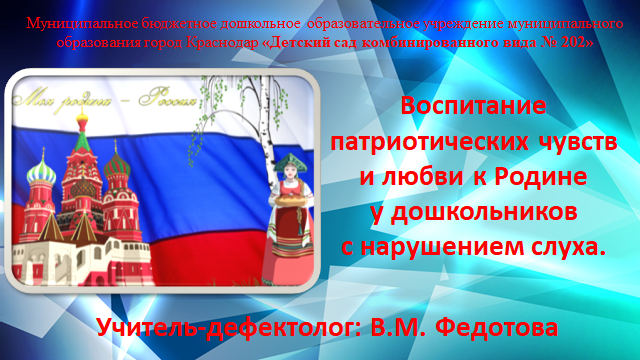 Муниципальное бюджетное дошкольное образовательное учреждение муниципального
образования город Краснодар «Детский сад комбинированного вида № 202»
Моя родина – Россия
Воспитание
патриотических чувств
и любви к Родине
у дошкольников
с нарушением слуха.
Учитель-дефектолог: В.М. Федотова